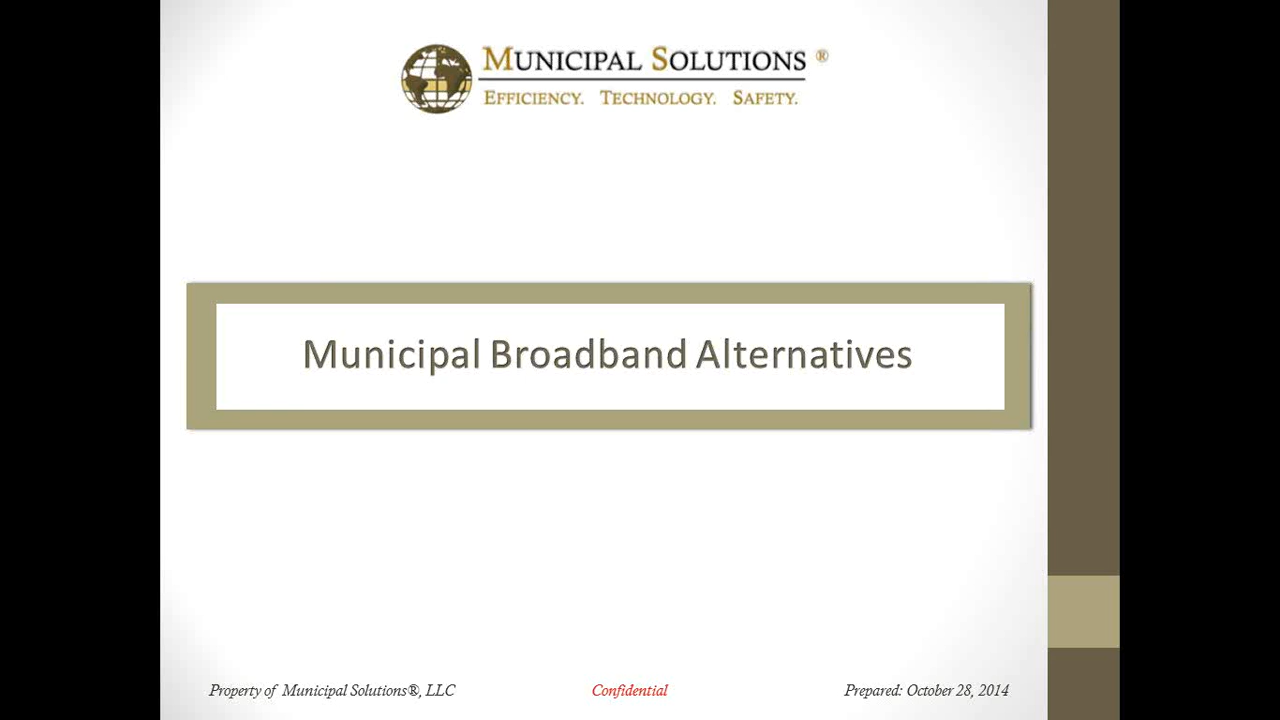 MUNICIPAL SOLUTIONS ®
EFFICIENCY. TECHNOLOGY. SAFETY.
Municipal Broadband Alternatives
Property of Municipal Solutions®, LLC Confidential Prepared: October 28, 2014